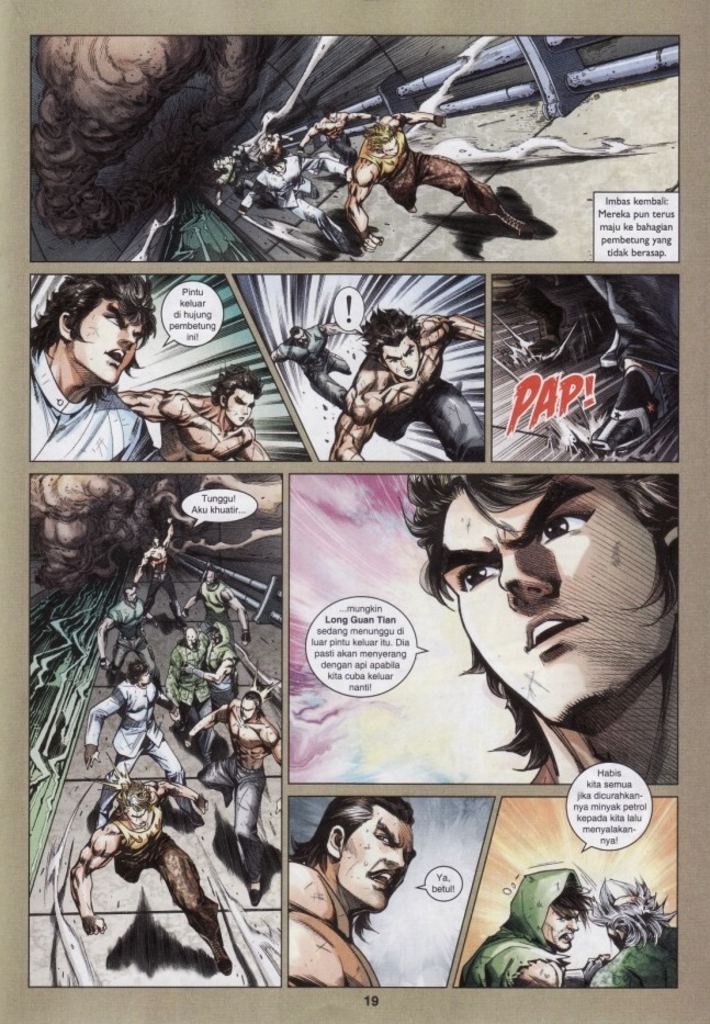 Imbas kembali:
Mereka pun terus
maju ke bahagian
pembetung yang
tidak berasap.
Pintu
keluar
di hujung
pembetung
ini!
!
PAP!
Tunggu!
Aku khuatir...
...mungkin
Long Guan Tian
sedang menunggu di
luar pintu keluar itu. Dia
pasti akan menyerang
dengan api apabila
kita cuba keluar
nanti!
Ya,
betul!
Habis
kita semua
jika dicurahkan-
nya minyak petrol
kepada kita lalu
menyalakan-
nya!
19